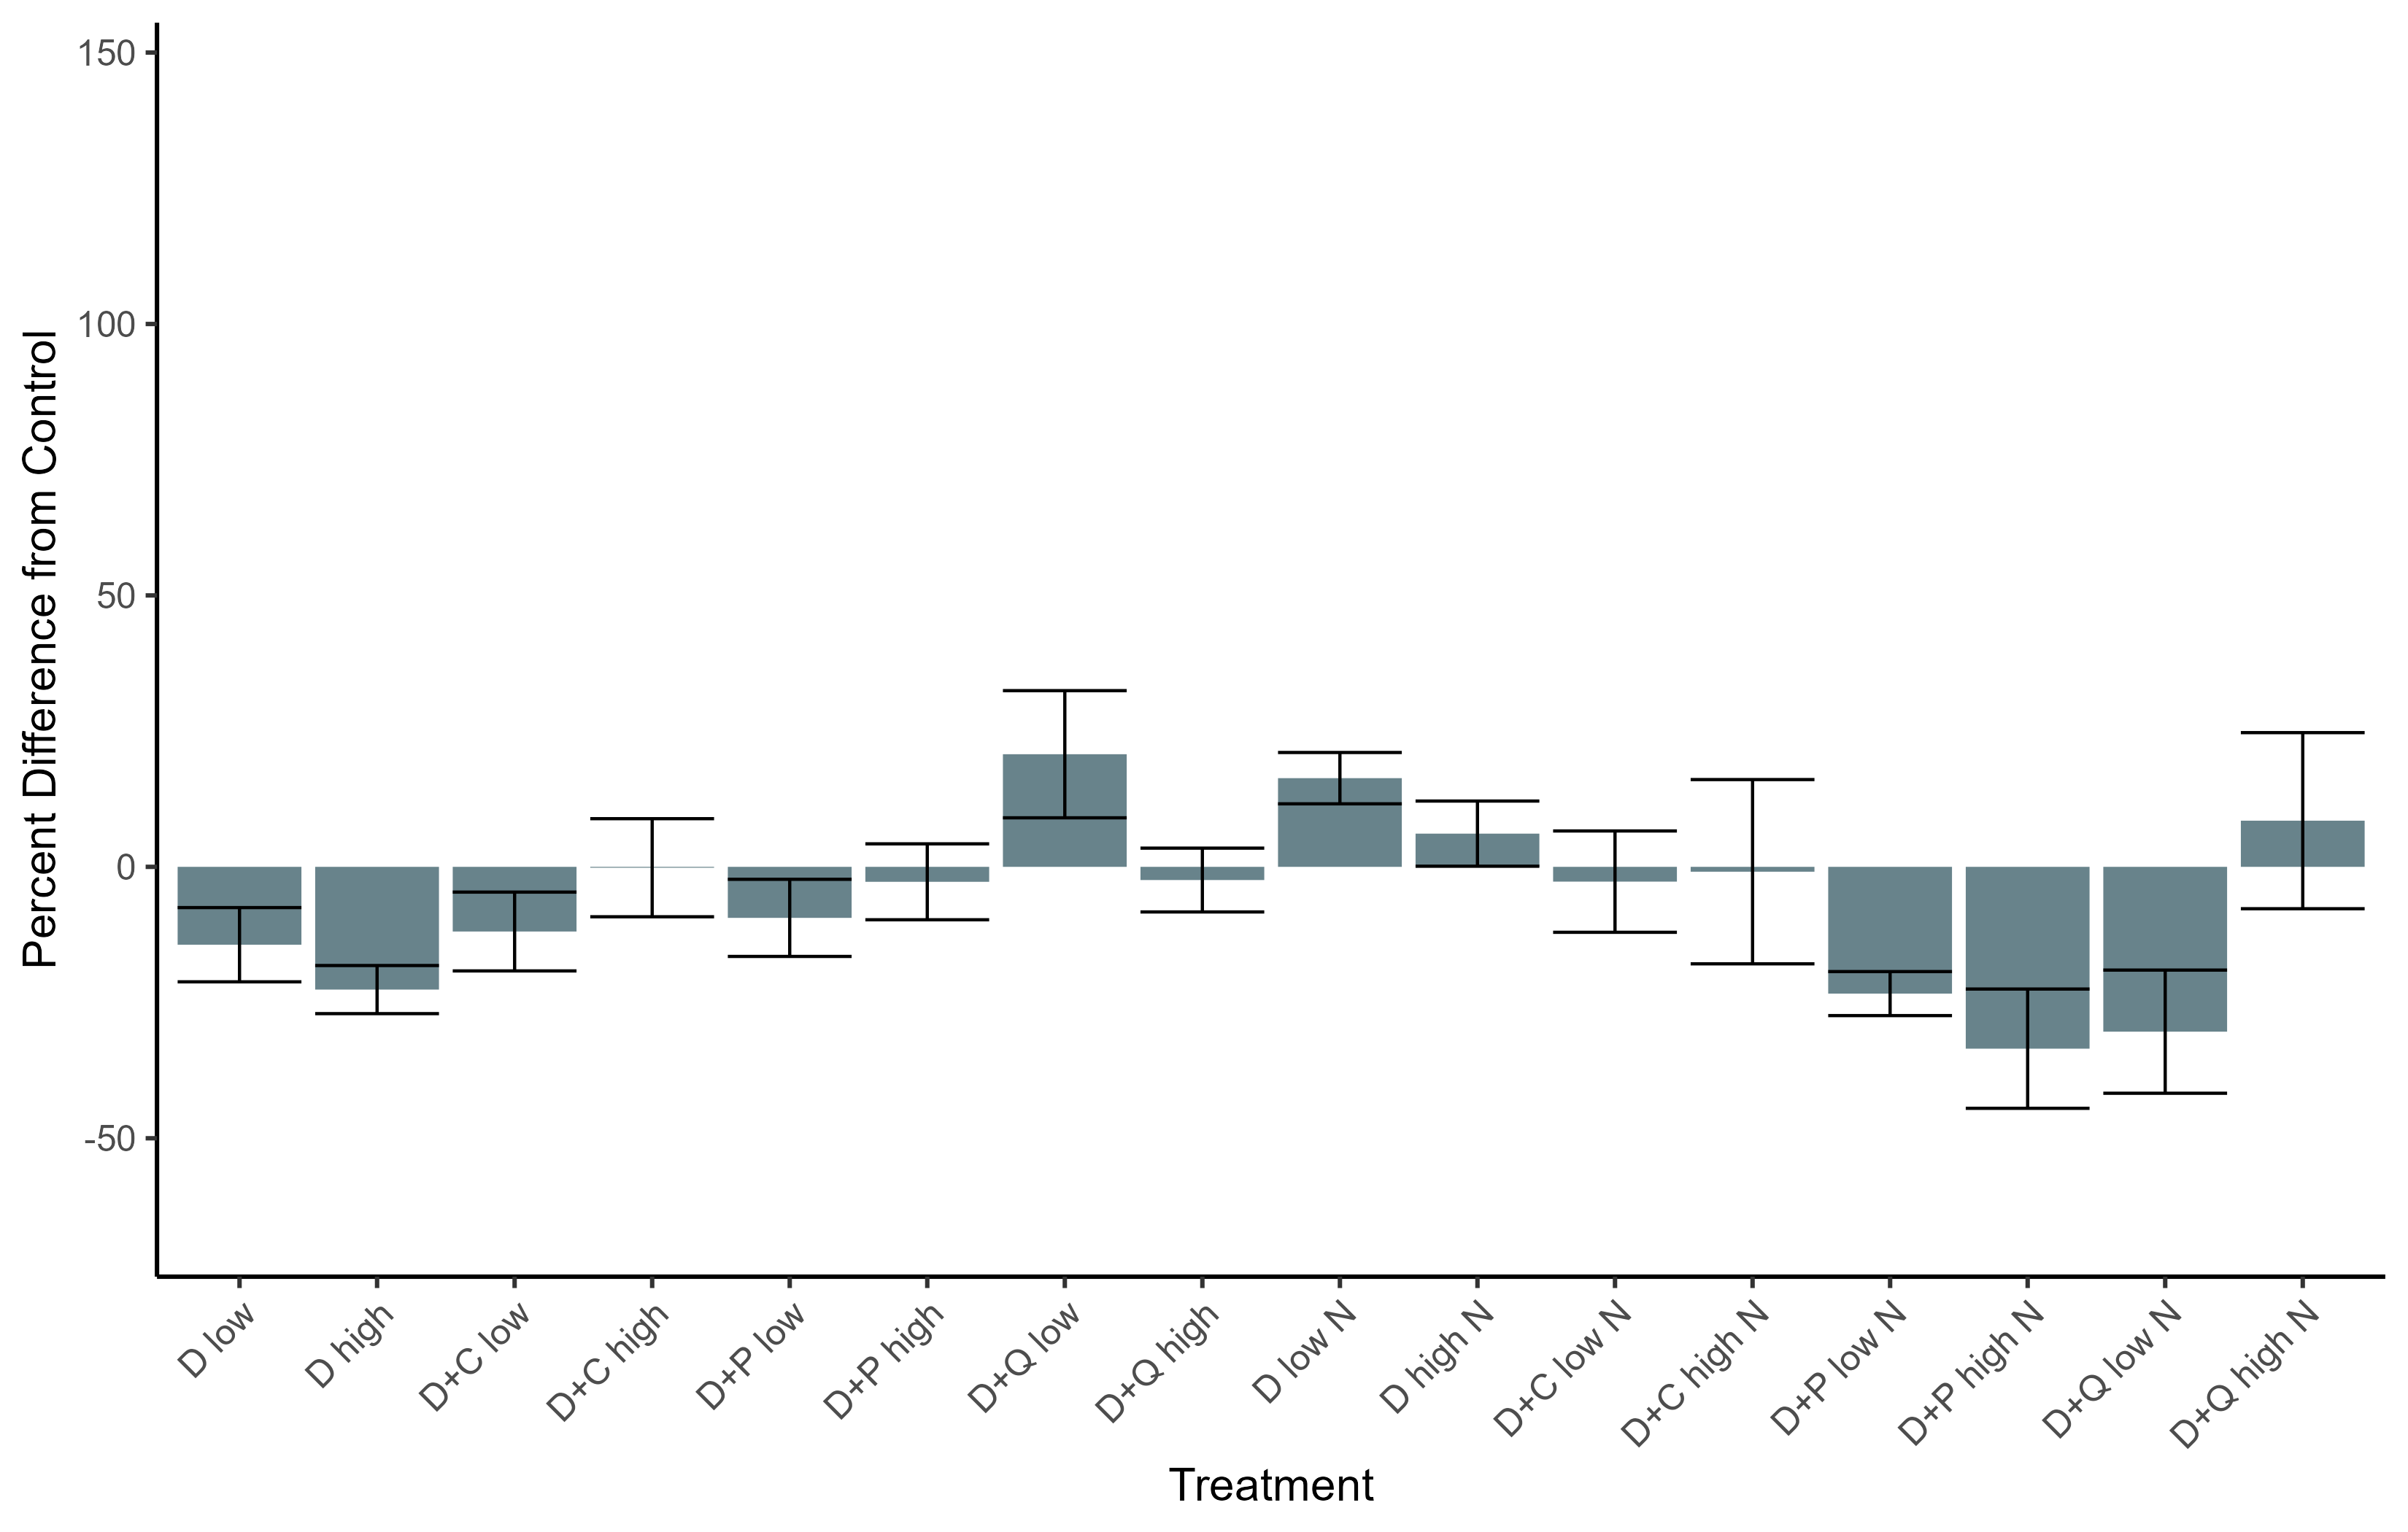 Percent Difference from Control
150
100
50
0
-50
D low
D high
D+C low
D+C high
D+P low
D+P high
D+Q low
D+Q high
D low N
D high N
D+C low N
D+C high N
D+P low N
D+P high N
D+Q low N
D+Q high N
Treatment